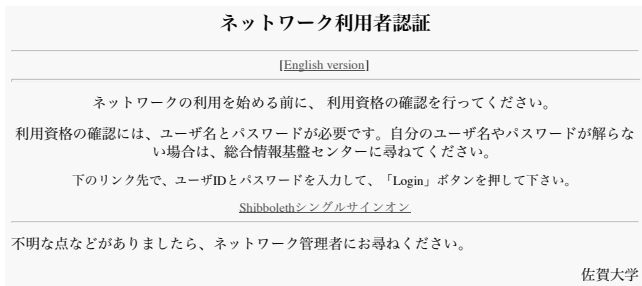 ネットワーク利用者認証
[English version]
ネットワークの利用を始める前に、 利用資格の確認を行ってください。
利用資格の確認には、ユーザ名とパスワードが必要です。自分のユーザ名やパスワードが解らな
い場合は、総合情報基盤センターに尋ねてください。
下のリンク先で、ユーザIDとパスワードを入力して、「Login」ボタンを押して下さい。
Shibbolethシングルサインオン
不明な点などがありましたら、ネットワーク管理者にお尋ねください。
佐賀大学